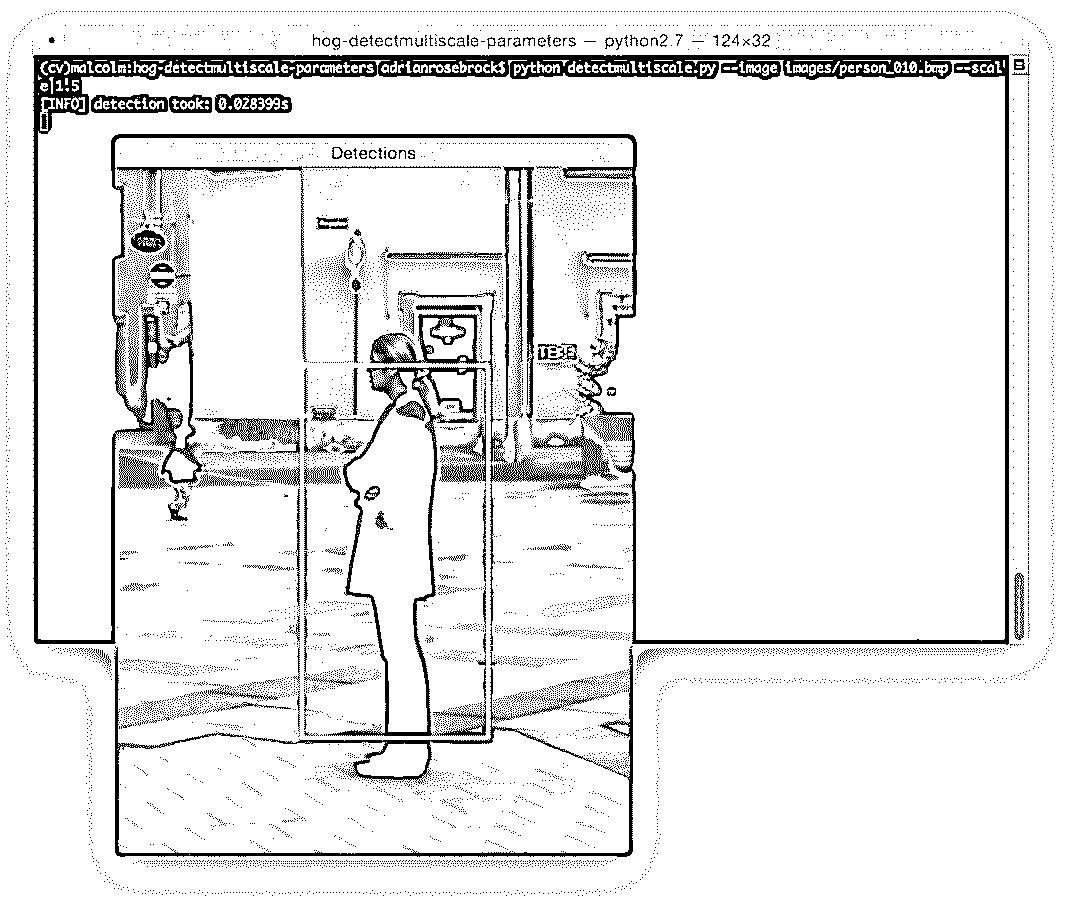 hog-detectmultiscale-parameters — python2.7 — 124×32
(cv)malcolm:hog-detectmultiscale-parameters adrianrosebrock$ python detectmultiscale.py --image images/person_010.bmp --scal
e 1.5
[INFO] detection took: 0.028399s
Detections